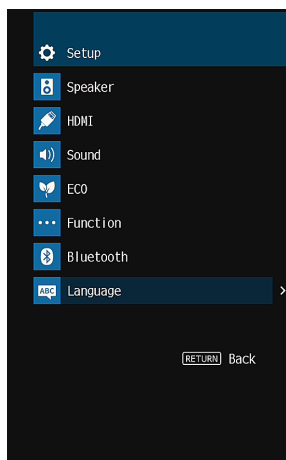 Setup
Speaker
HDMI
Sound
ECO
Function
Bluetooth
ABC Language
RETURN Back